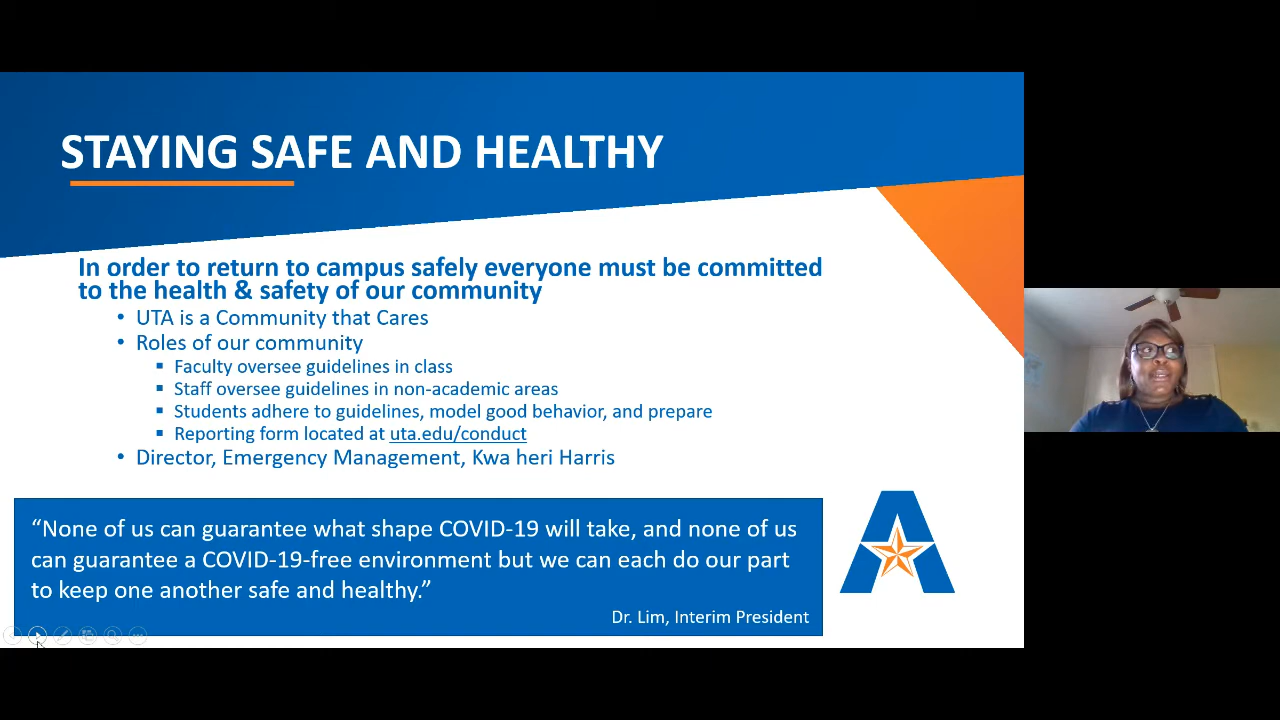 STAYING SAFE AND HEALTHY
In order to return to campus safely everyone must be committed
to the health & safety of our community
• UTA is a Community that Cares
• Roles of our community
▪ Faculty oversee guidelines in class
▪ Staff oversee guidelines in non-academic areas
▪ Students adhere to guidelines, model good behavior, and prepare
▪ Reporting form located at uta.edu/conduct
• Director, Emergency Management, Kwa heri Harris
“None of us can guarantee what shape COVID-19 will take, and none of us
can guarantee a COVID-19-free environment but we can each do our part
to keep one another safe and healthy.”
Dr. Lim, Interim President